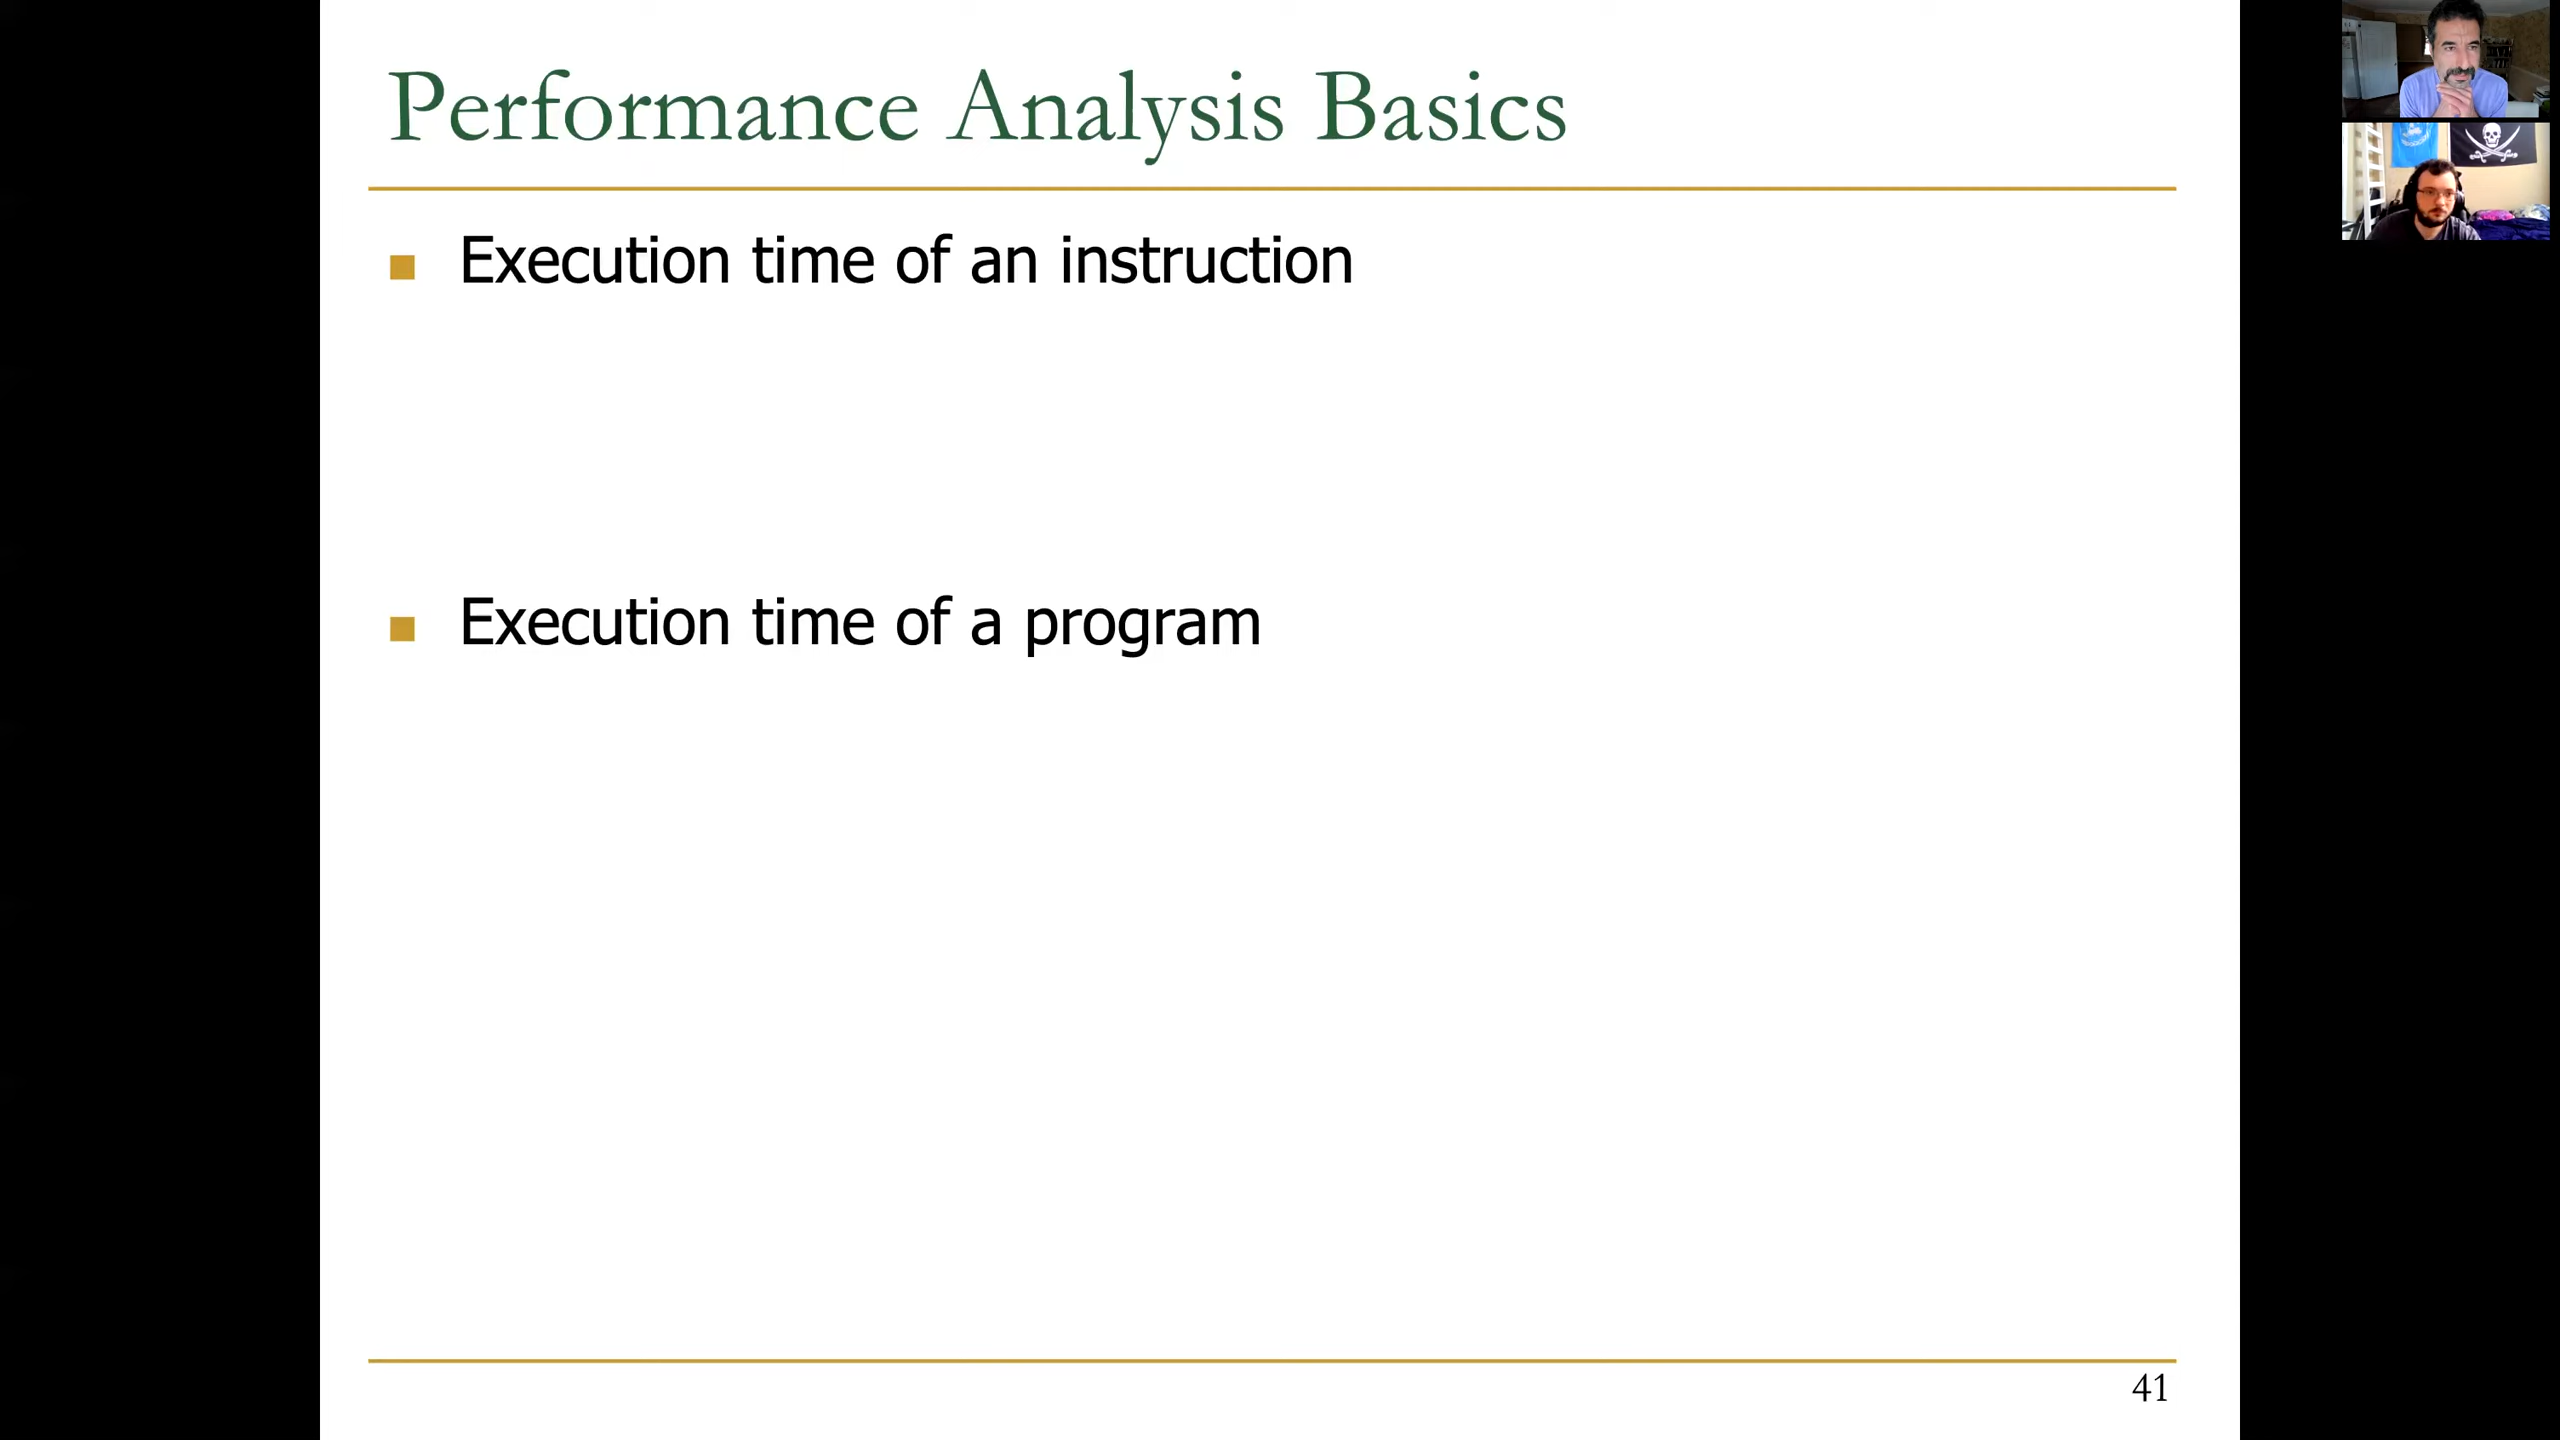 Performance Analysis Basics
Execution time of an instruction
Execution time of a program
41